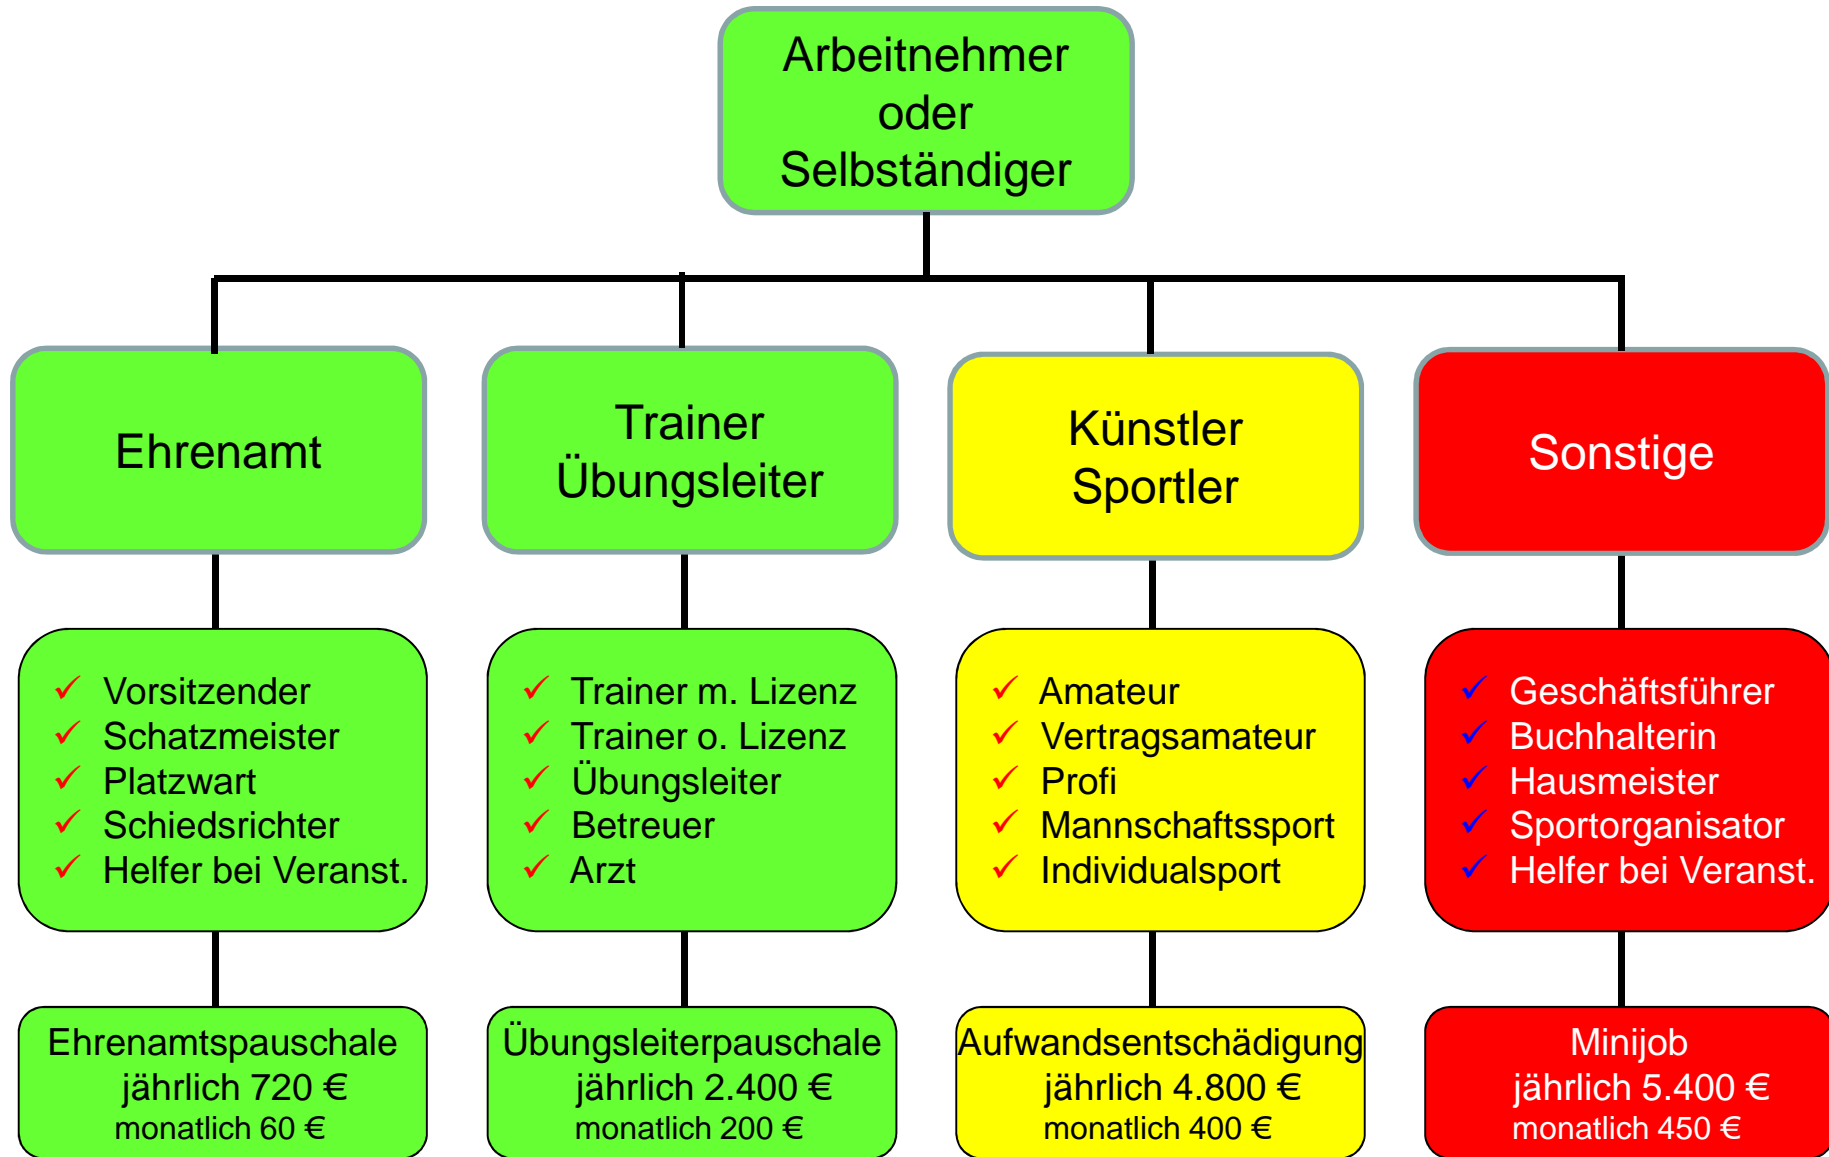 Arbeitnehmer
oder
Selbständiger
Ehrenamt
Trainer
Übungsleiter
Künstler
Sportler
Sonstige
✓ Vorsitzender
✓ Schatzmeister
✓ Platzwart
✓ Schiedsrichter
✓ Helfer bei Veranst.
✓ Trainer m. Lizenz
✓ Trainer o. Lizenz
✓ Übungsleiter
✓ Betreuer
✓ Arzt
✓ Amateur
✓ Vertragsamateur
✓ Profi
✓ Mannschaftssport
✓ Individualsport
✓ Geschäftsführer
✓ Buchhalterin
✓ Hausmeister
✓ Sportorganisator
✓ Helfer bei Veranst.
Ehrenamtspauschale
jährlich 720 €
monatlich 60 €
Übungsleiterpauschale
jährlich 2.400 €
monatlich 200 €
Aufwandsentschädigung
jährlich 4.800 €
monatlich 400 €
Minijob
jährlich 5.400 €
monatlich 450 €